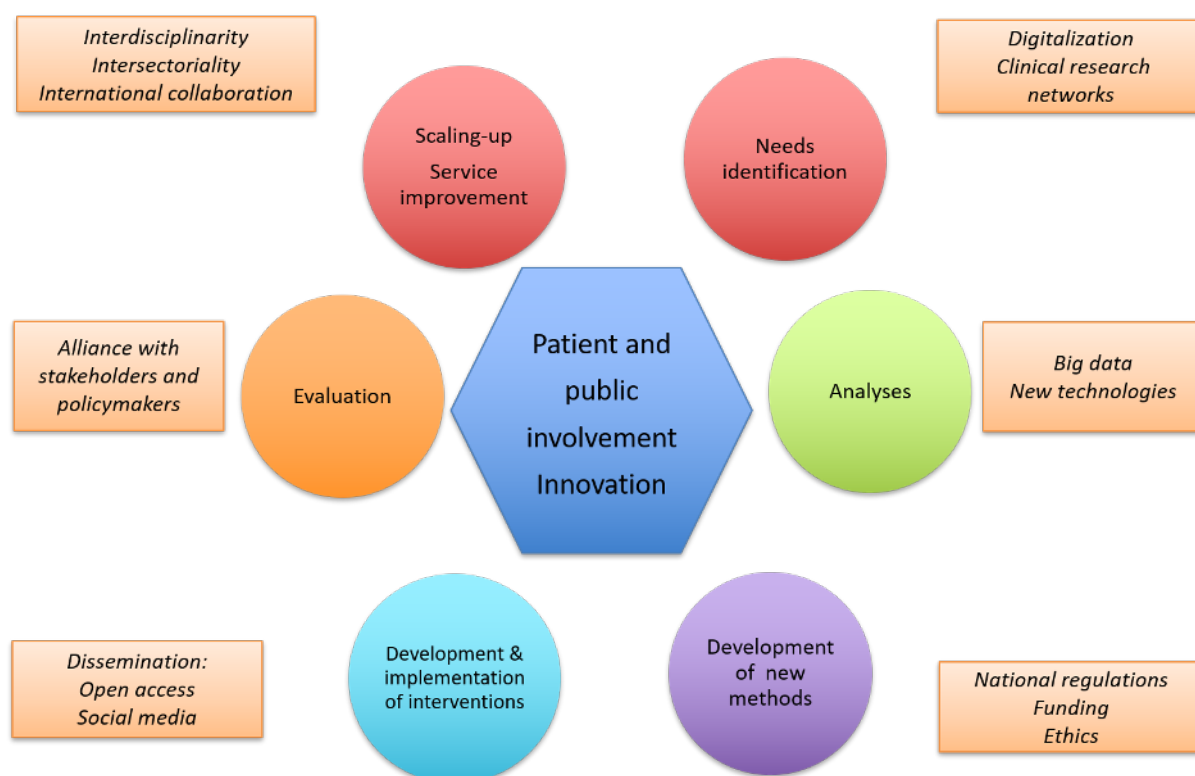 Interdisciplinarity
Intersectoriality
International collaboration
Digitalization
Clinical research
networks
Scaling-up
Service
improvement
Needs
identification
Patient and
public
involvement
Innovation
Alliance with
stakeholders and
policymakers
Evaluation
Analyses
Big data
New technologies
Development &
implementation
of interventions
Development
of new
methods
Dissemination:
Open access
Social media
National regulations
Funding
Ethics